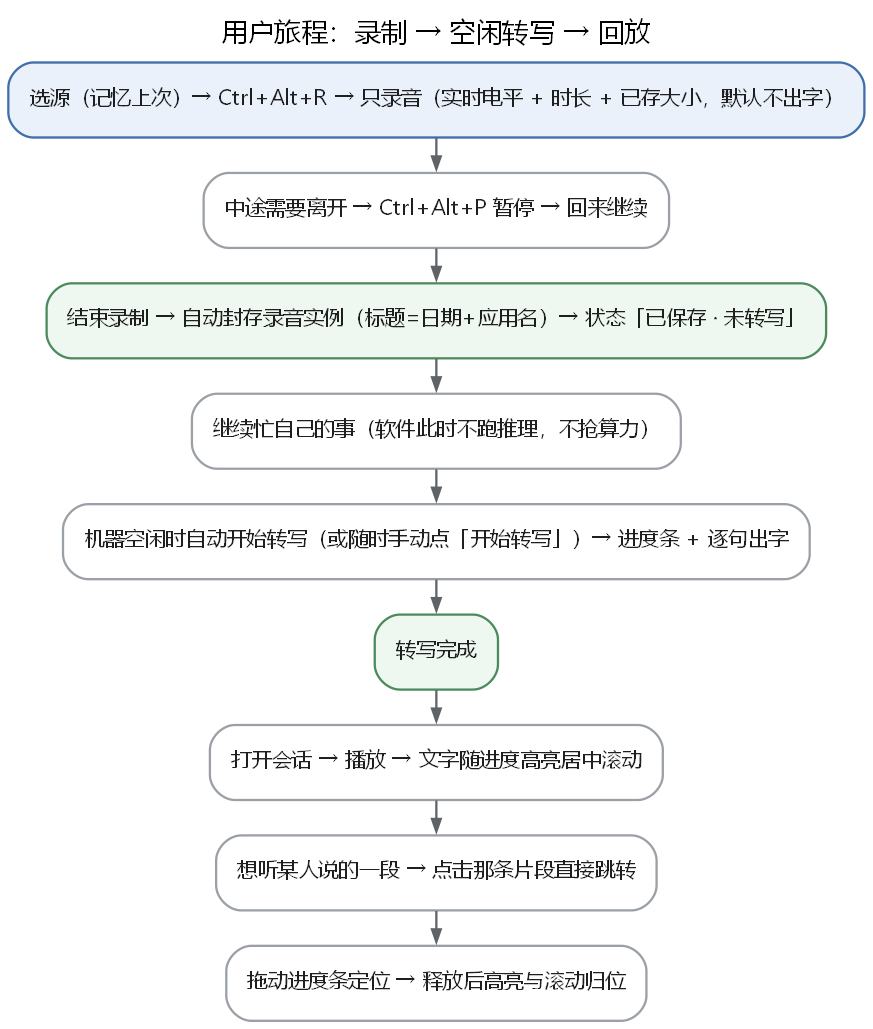 用户旅程：录制 → 空闲转写 → 回放
选源（记忆上次）→ Ctrl+Alt+R → 只录音（实时电平 + 时长 + 已存大小，默认不出字）
中途需要离开 → Ctrl+Alt+P 暂停 → 回来继续
结束录制 → 自动封存录音实例（标题=日期+应用名）→ 状态「已保存 · 未转写」
继续忙自己的事（软件此时不跑推理，不抢算力）
机器空闲时自动开始转写（或随时手动点「开始转写」）→ 进度条 + 逐句出字
转写完成
打开会话 → 播放 → 文字随进度高亮居中滚动
想听某人说的一段 → 点击那条片段直接跳转
拖动进度条定位 → 释放后高亮与滚动归位